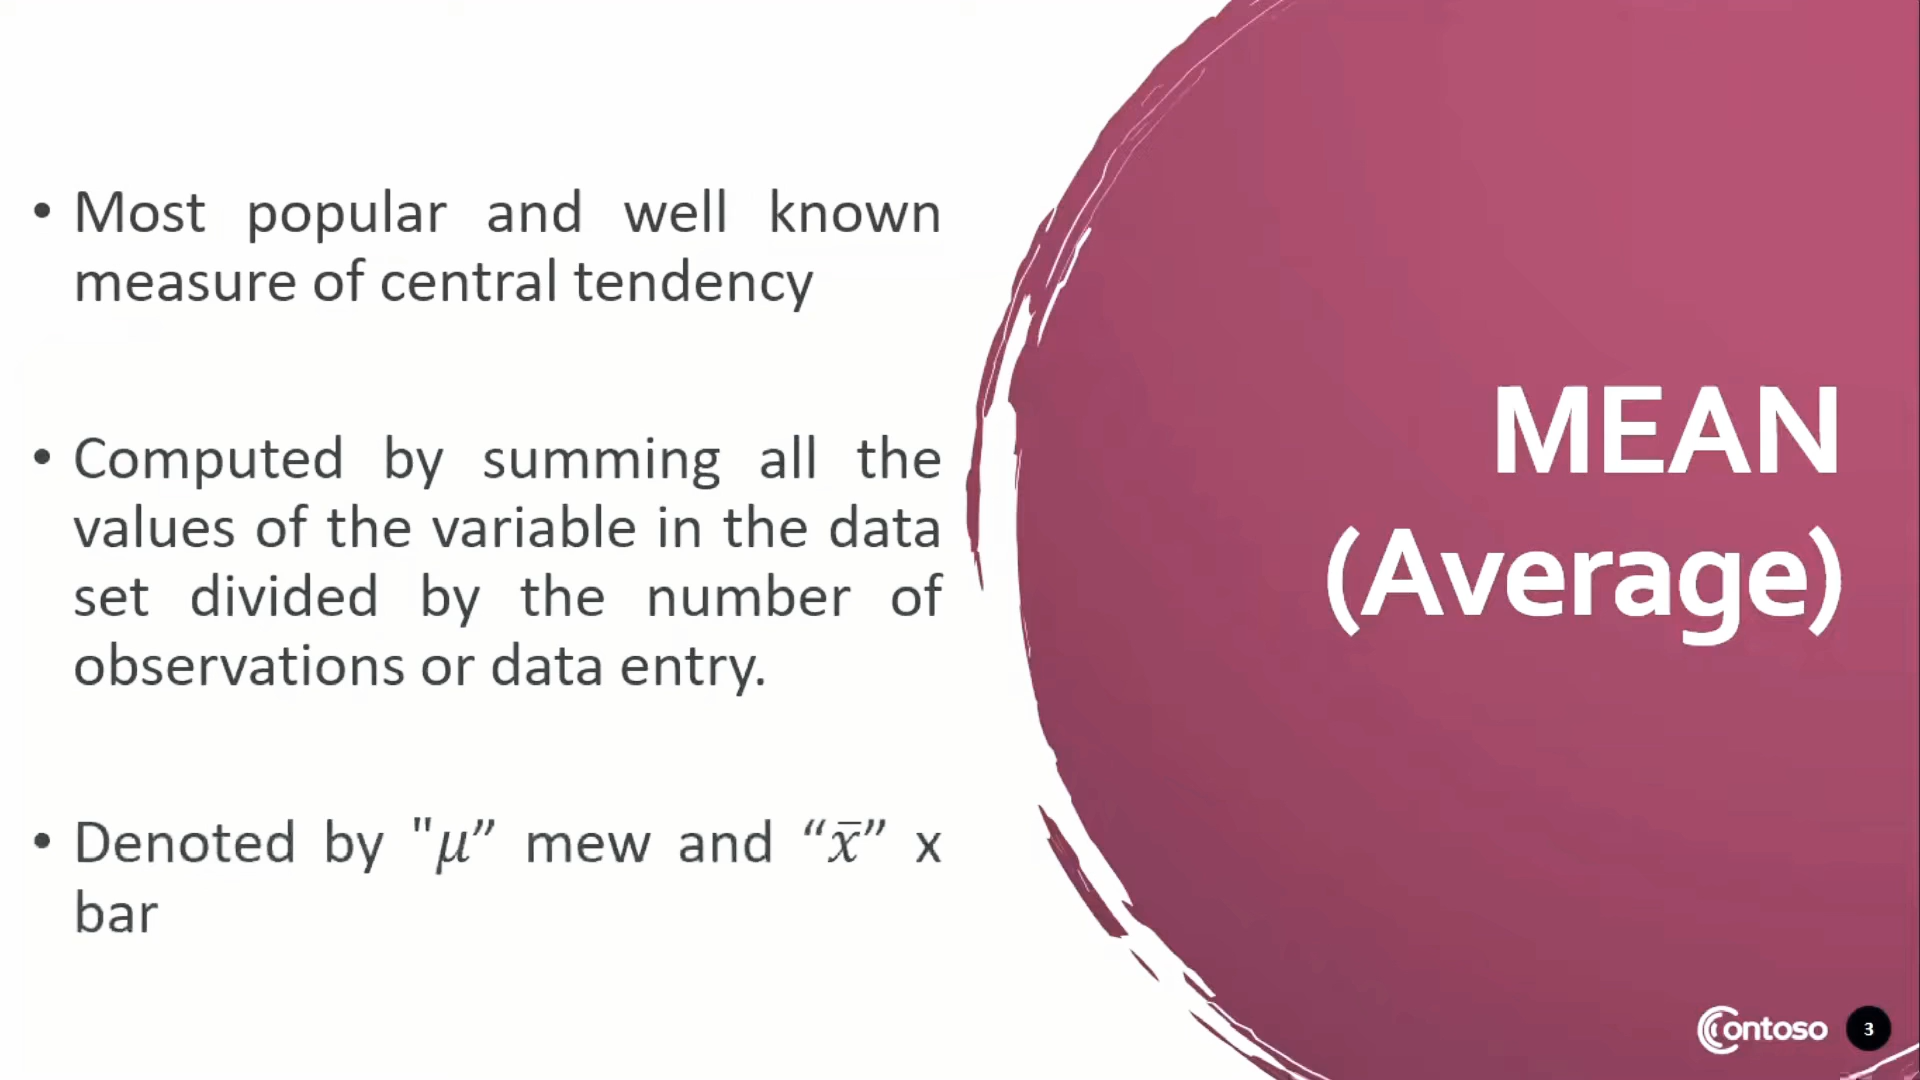 • Most popular and well known
measure of central tendency
• Computed by summing all the
values of the variable in the data
set divided by the number of
observations or data entry.
• Denoted by "μ” mew and “x̅” x
bar
MEAN
(Average)
Contoso
3